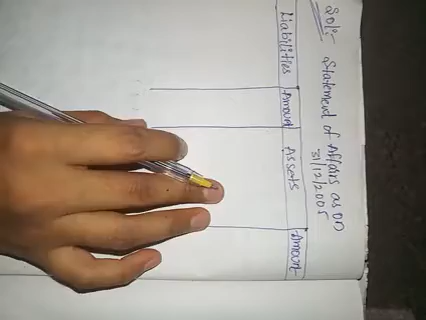 Sol:- Statement of Affairs as on
31/12/2005
Liabilities Amount Assets Amount